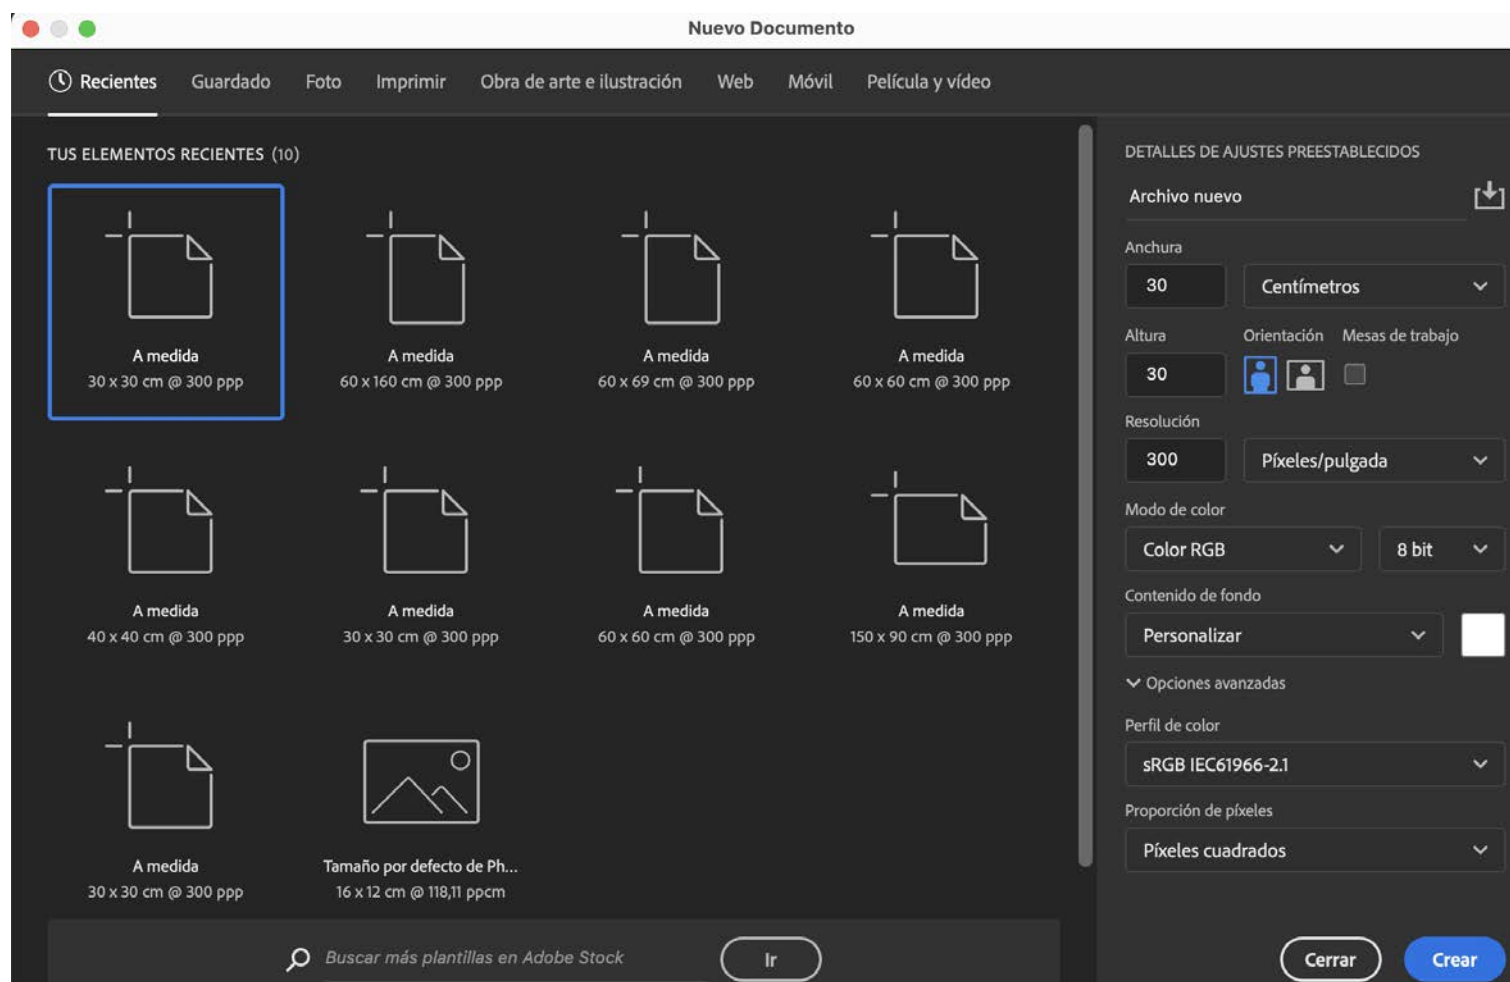 Nuevo Documento
Recientes Guardado Foto Imprimir Obra de arte e ilustración Web Móvil Película y vídeo
TUS ELEMENTOS RECIENTES (10)
A medida
30 x 30 cm @ 300 ppp
A medida
60 x 160 cm @ 300 ppp
A medida
60 x 69 cm @ 300 ppp
A medida
60 x 60 cm @ 300 ppp
A medida
40 x 40 cm @ 300 ppp
A medida
30 x 30 cm @ 300 ppp
A medida
60 x 60 cm @ 300 ppp
A medida
150 x 90 cm @ 300 ppp
A medida
30 x 30 cm @ 300 ppp
Tamaño por defecto de Ph...
16 x 12 cm @ 118,11 ppcm
Buscar más plantillas en Adobe Stock
Ir
DETALLES DE AJUSTES PREESTABLECIDOS
Archivo nuevo
Anchura
30 Centímetros
Altura Orientación Mesas de trabajo
30
Resolución
300 Píxeles/pulgada
Modo de color
Color RGB 8 bit
Contenido de fondo
Personalizar
Opciones avanzadas
Perfil de color
sRGB IEC61966-2.1
Proporción de píxeles
Píxeles cuadrados
Cerrar Crear